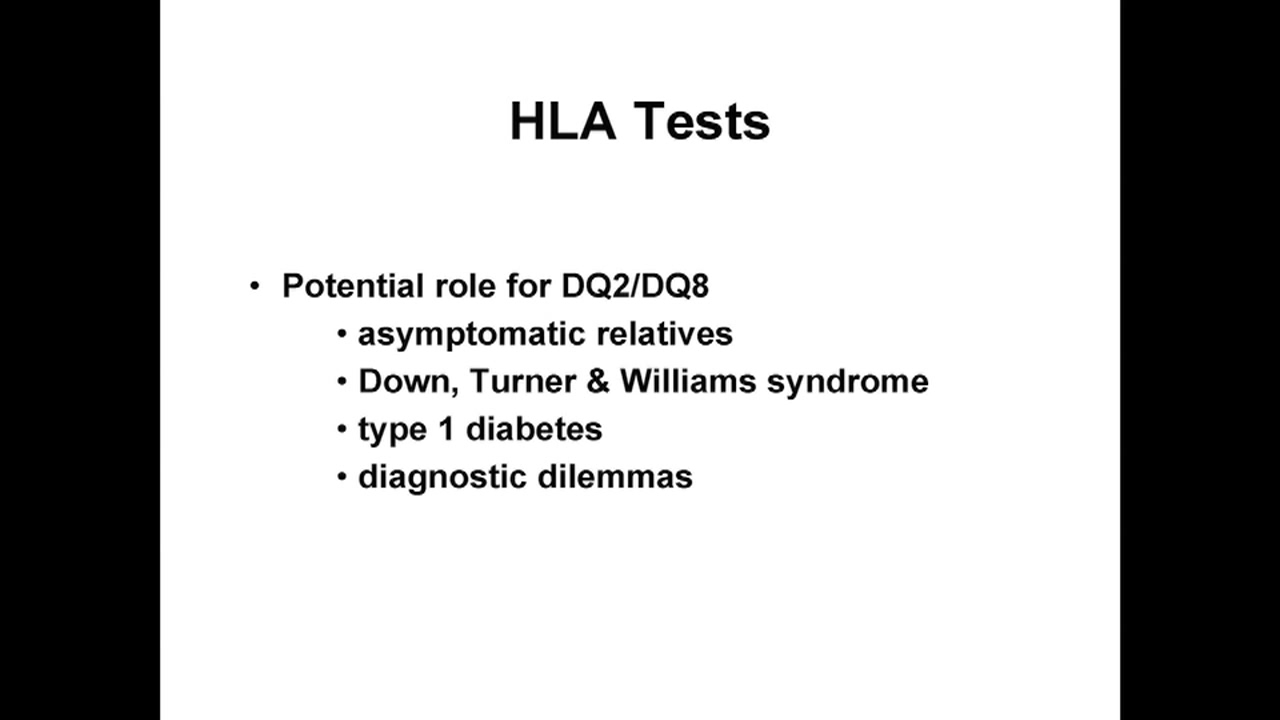 HLA Tests
• Potential role for DQ2/DQ8
• asymptomatic relatives
• Down, Turner & Williams syndrome
• type 1 diabetes
• diagnostic dilemmas